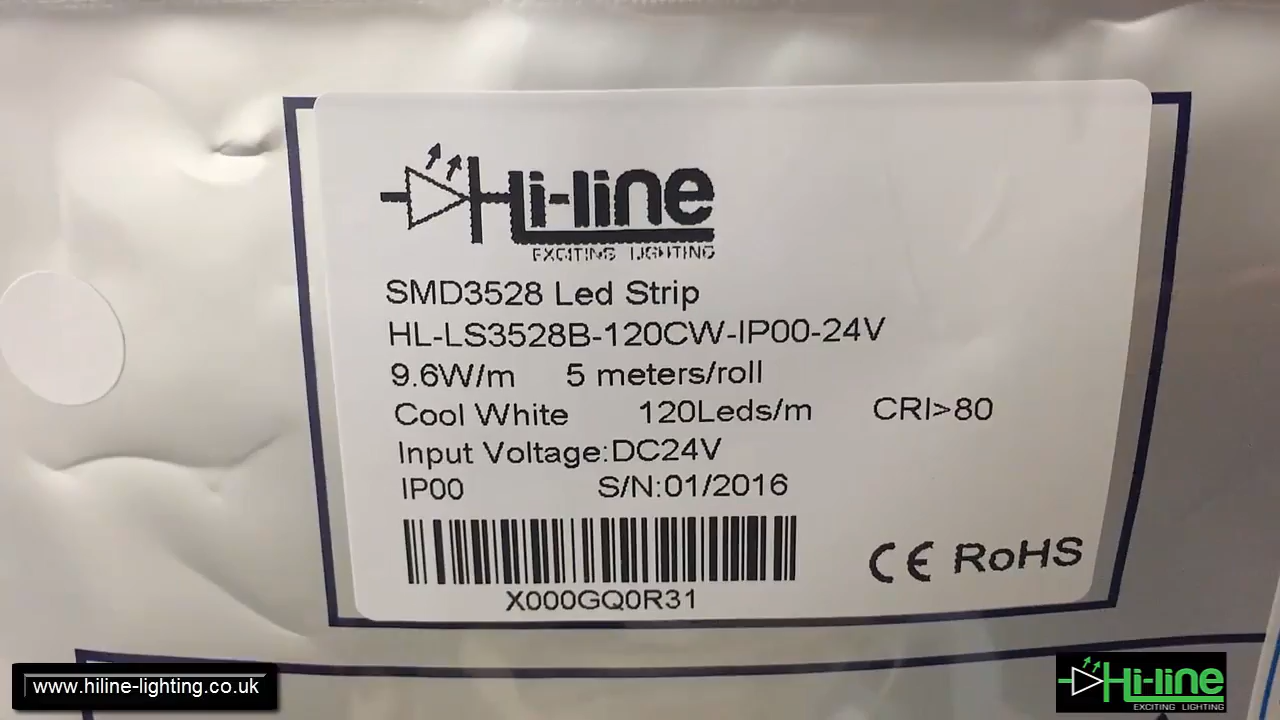 Hi-line
EXCITING LIGHTING
SMD3528 Led Strip
HL-LS3528B-120CW-IP00-24V
9.6W/m 5 meters/roll
Cool White 120Leds/m CRI>80
Input Voltage:DC24V
IP00 S/N:01/2016
X000GQ0R31
CE RoHS
www.hiline-lighting.co.uk
Hi-line
EXCITING LIGHTING